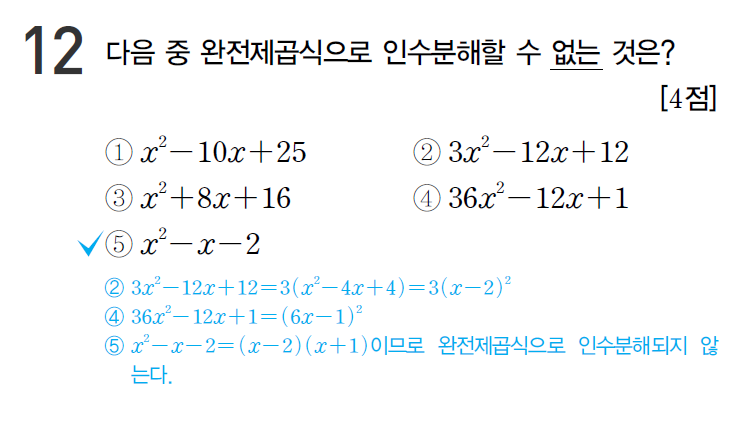 12 다음 중 완전제곱식으로 인수분해할 수 없는 것은?
[4점]
① x²-10x+25 ② 3x²-12x+12
③ x²+8x+16 ④ 36x²-12x+1
✓⑤ x²-x-2
② 3x²-12x+12=3(x²-4x+4)=3(x-2)²
④ 36x²-12x+1=(6x-1)²
⑤ x²-x-2=(x-2)(x+1)이므로 완전제곱식으로 인수분해되지 않
는다.